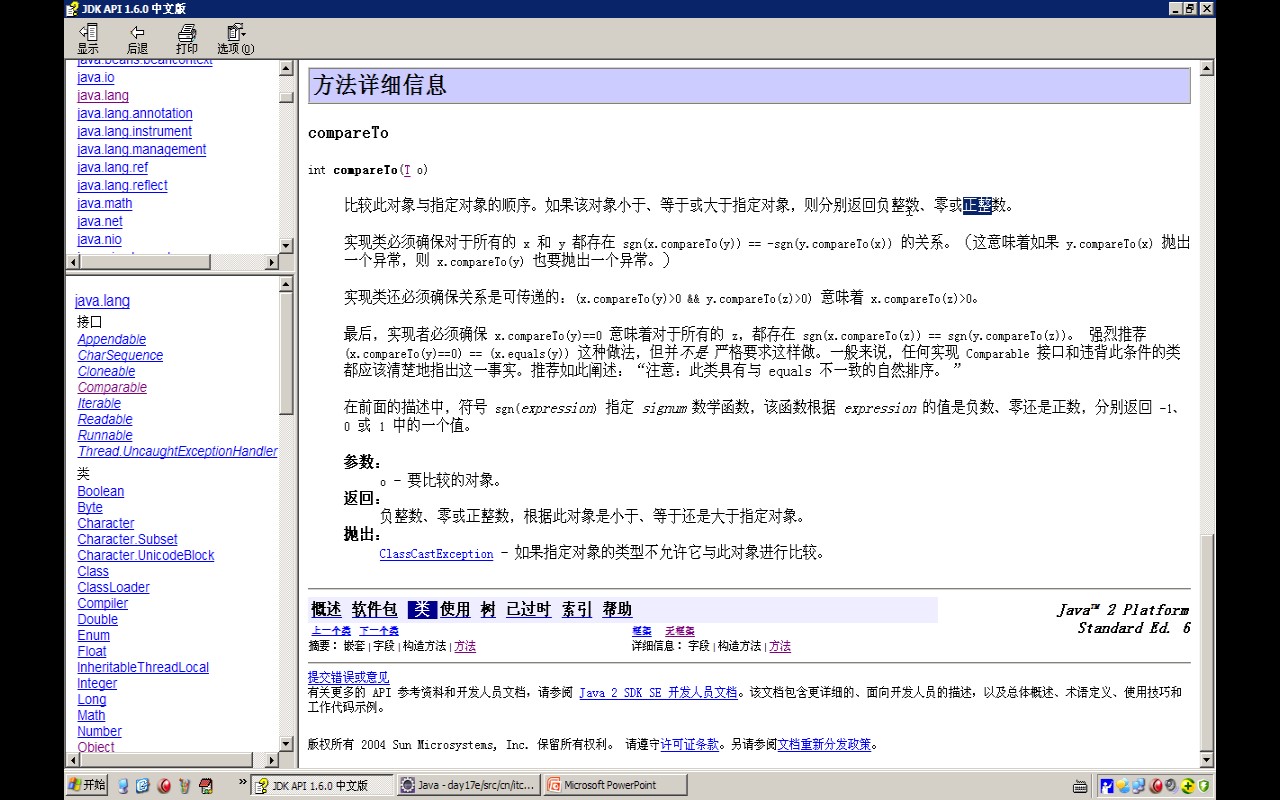 JDK API 1.6.0 中文版
显示 后退 打印 选项(O)
java.beans.beancontext
java.io
java.lang
java.lang.annotation
java.lang.instrument
java.lang.management
java.lang.ref
java.lang.reflect
java.math
java.net
java.nio
java.lang
接口
Appendable
CharSequence
Cloneable
Comparable
Iterable
Readable
Runnable
Thread.UncaughtExceptionHandler
类
Boolean
Byte
Character
Character.Subset
Character.UnicodeBlock
Class
ClassLoader
Compiler
Double
Enum
Float
InheritableThreadLocal
Integer
Long
Math
Number
Object
方法详细信息
compareTo
int compareTo(T o)
比较此对象与指定对象的顺序。如果该对象小于、等于或大于指定对象，则分别返回负整数、零或正整数。
实现类必须确保对于所有的 x 和 y 都存在 sgn(x.compareTo(y)) == -sgn(y.compareTo(x)) 的关系。（这意味着如果 y.compareTo(x) 抛出
一个异常，则 x.compareTo(y) 也要抛出一个异常。）
实现类还必须确保关系是可传递的：(x.compareTo(y)>0 && y.compareTo(z)>0) 意味着 x.compareTo(z)>0。
最后，实现者必须确保 x.compareTo(y)==0 意味着对于所有的 z，都存在 sgn(x.compareTo(z)) == sgn(y.compareTo(z))。 强烈推荐
(x.compareTo(y)==0) == (x.equals(y)) 这种做法，但并不是 严格要求这样做。一般来说，任何实现 Comparable 接口和违背此条件的类
都应该清楚地指出这一事实。推荐如此阐述：“注意：此类具有与 equals 不一致的自然排序。”
在前面的描述中，符号 sgn(expression) 指定 signum 数学函数，该函数根据 expression 的值是负数、零还是正数，分别返回 -1、
0 或 1 中的一个值。
参数：
o - 要比较的对象。
返回：
负整数、零或正整数，根据此对象是小于、等于还是大于指定对象。
抛出：
ClassCastException - 如果指定对象的类型不允许它与此对象进行比较。
概述 软件包 类 使用 树 已过时 索引 帮助
Java™ 2 Platform
Standard Ed. 6
上一个类 下一个类 框架 无框架
摘要： 嵌套 | 字段 | 构造方法 | 方法 详细信息： 字段 | 构造方法 | 方法
提交错误或意见
有关更多的 API 参考资料和开发人员文档，请参阅 Java 2 SDK SE 开发人员文档。该文档包含更详细的、面向开发人员的描述，以及总体概述、术语定义、使用技巧和
工作代码示例。
版权所有 2004 Sun Microsystems, Inc. 保留所有权利。 请遵守许可证条款。另请参阅文档重新分发政策。
开始 » JDK API 1.6.0 中文版 Java - day17e/src/cn/itc... Microsoft PowerPoint